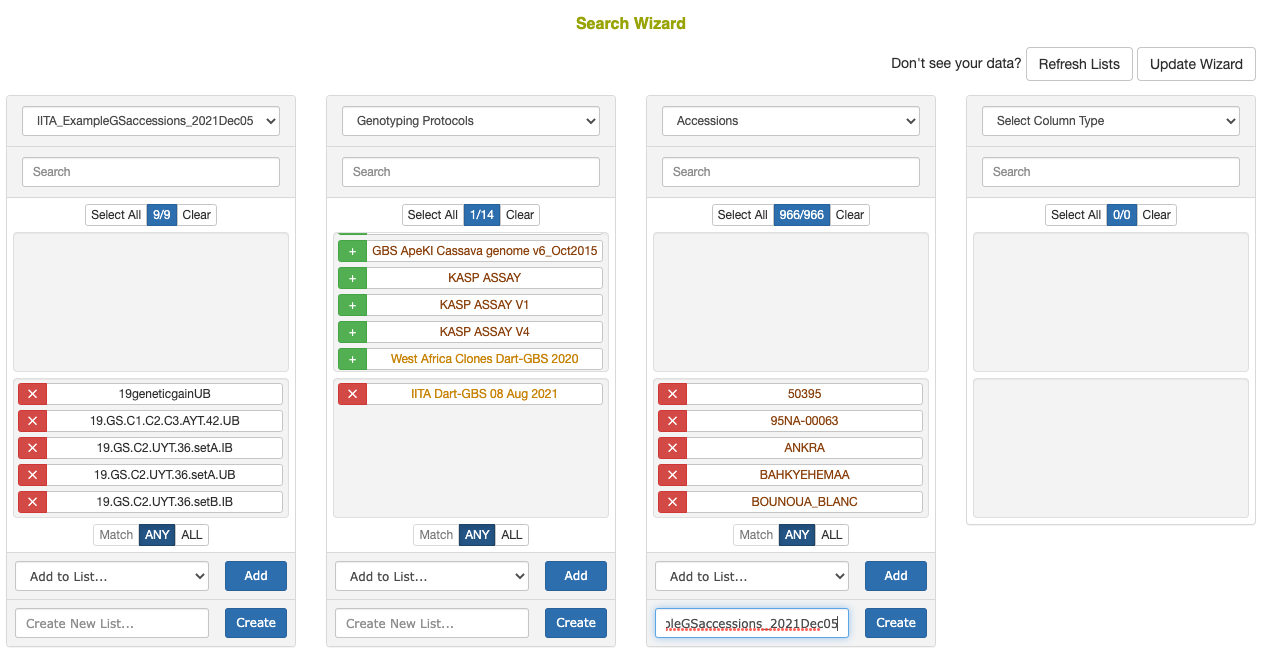 Search Wizard
Don't see your data? Refresh Lists Update Wizard
IITA_ExampleGSaccessions_2021Dec05
Search
Select All 9/9 Clear
19geneticgainUB
19.GS.C1.C2.C3.AYT.42.UB
19.GS.C2.UYT.36.setA.IB
19.GS.C2.UYT.36.setA.UB
19.GS.C2.UYT.36.setB.IB
Match ANY ALL
Add to List... Add
Create New List... Create
Genotyping Protocols
Search
Select All 1/14 Clear
+ GBS ApeKI Cassava genome v6_Oct2015
+ KASP ASSAY
+ KASP ASSAY V1
+ KASP ASSAY V4
+ West Africa Clones Dart-GBS 2020
IITA Dart-GBS 08 Aug 2021
Match ANY ALL
Add to List... Add
Create New List... Create
Accessions
Search
Select All 966/966 Clear
50395
95NA-00063
ANKRA
BAHKYEHEMAA
BOUNOUA_BLANC
Match ANY ALL
Add to List... Add
pleGSaccessions_2021Dec05 Create
Select Column Type
Search
Select All 0/0 Clear